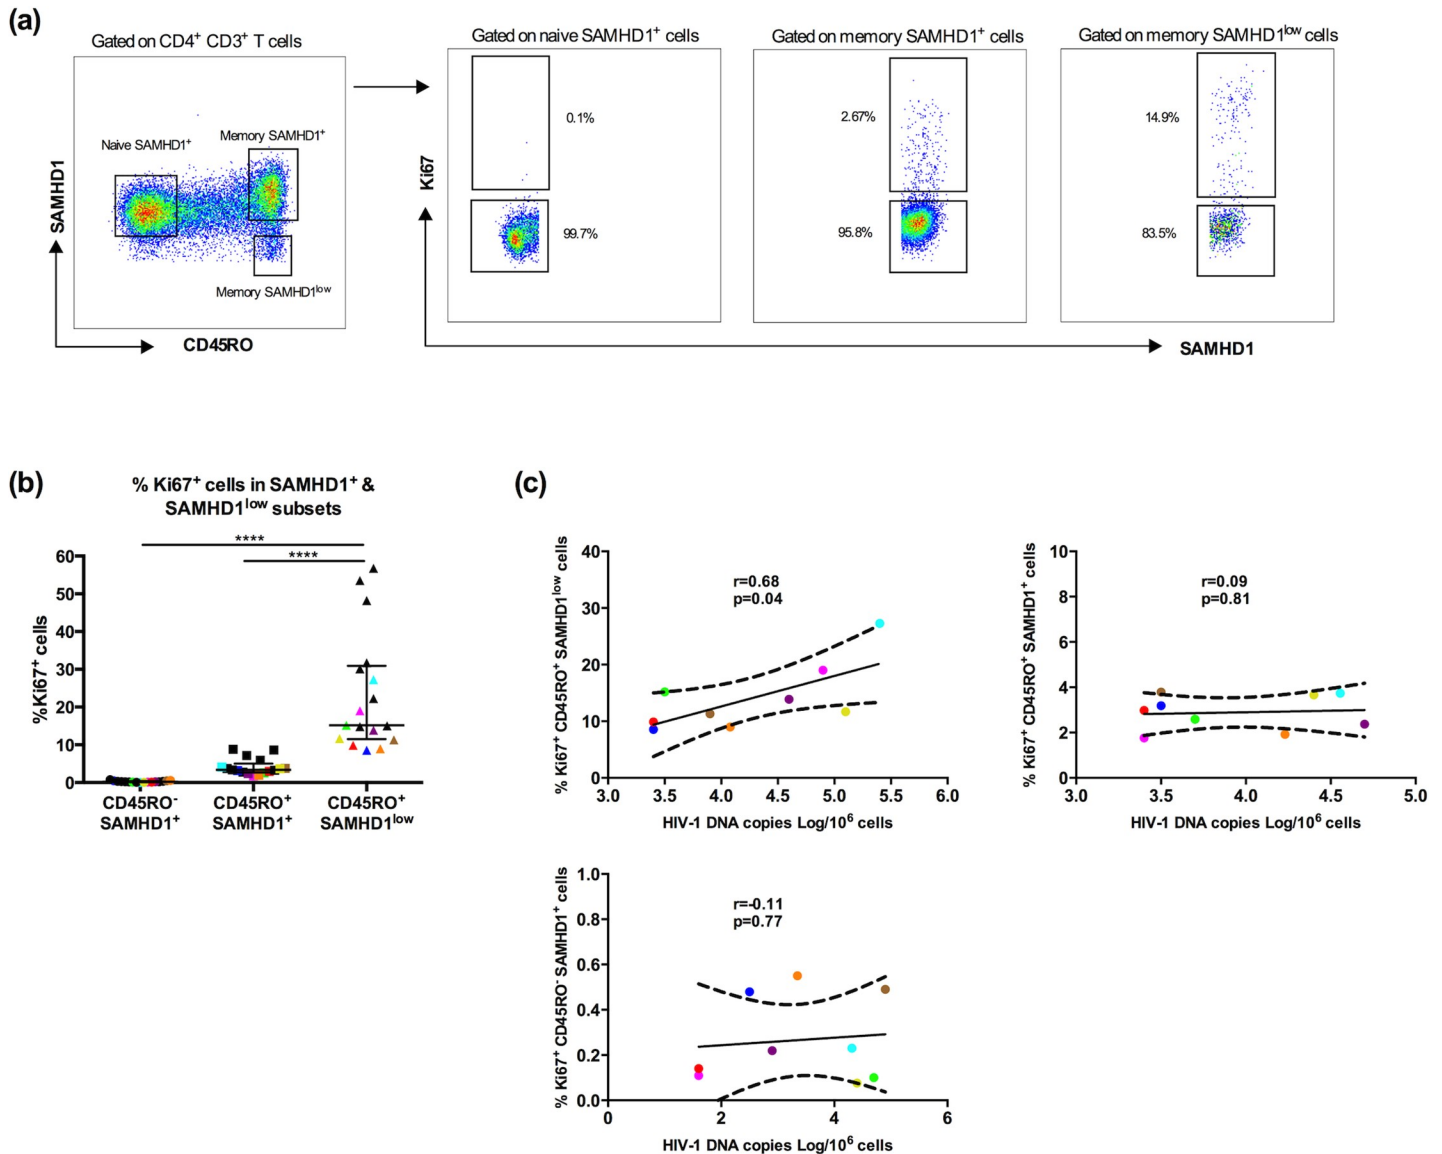 (a)
Gated on CD4⁺ CD3⁺ T cells
Gated on naive SAMHD1⁺ cells
Gated on memory SAMHD1⁺ cells
Gated on memory SAMHD1ˡᵒʷ cells
Naive SAMHD1⁺
Memory SAMHD1⁺
Memory SAMHD1ˡᵒʷ
SAMHD1
CD45RO
Ki67
0.1%
99.7%
2.67%
95.8%
14.9%
83.5%
SAMHD1
(b)
% Ki67⁺ cells in SAMHD1⁺ &
SAMHD1ˡᵒʷ subsets
****
****
%Ki67⁺ cells
60
50
40
30
20
10
0
CD45RO⁻
SAMHD1⁺
CD45RO⁺
SAMHD1⁺
CD45RO⁺
SAMHD1ˡᵒʷ
(c)
% Ki67⁺ CD45RO⁺ SAMHD1ˡᵒʷ cells
40
30
20
10
0
r=0.68
p=0.04
3.0 3.5 4.0 4.5 5.0 5.5 6.0
HIV-1 DNA copies Log/10⁶ cells
% Ki67⁺ CD45RO⁺ SAMHD1⁺ cells
10
8
6
4
2
0
r=0.09
p=0.81
3.0 3.5 4.0 4.5 5.0
HIV-1 DNA copies Log/10⁶ cells
% Ki67⁺ CD45RO⁻ SAMHD1⁺ cells
1.0
0.8
0.6
0.4
0.2
0.0
r=-0.11
p=0.77
0 2 4 6
HIV-1 DNA copies Log/10⁶ cells